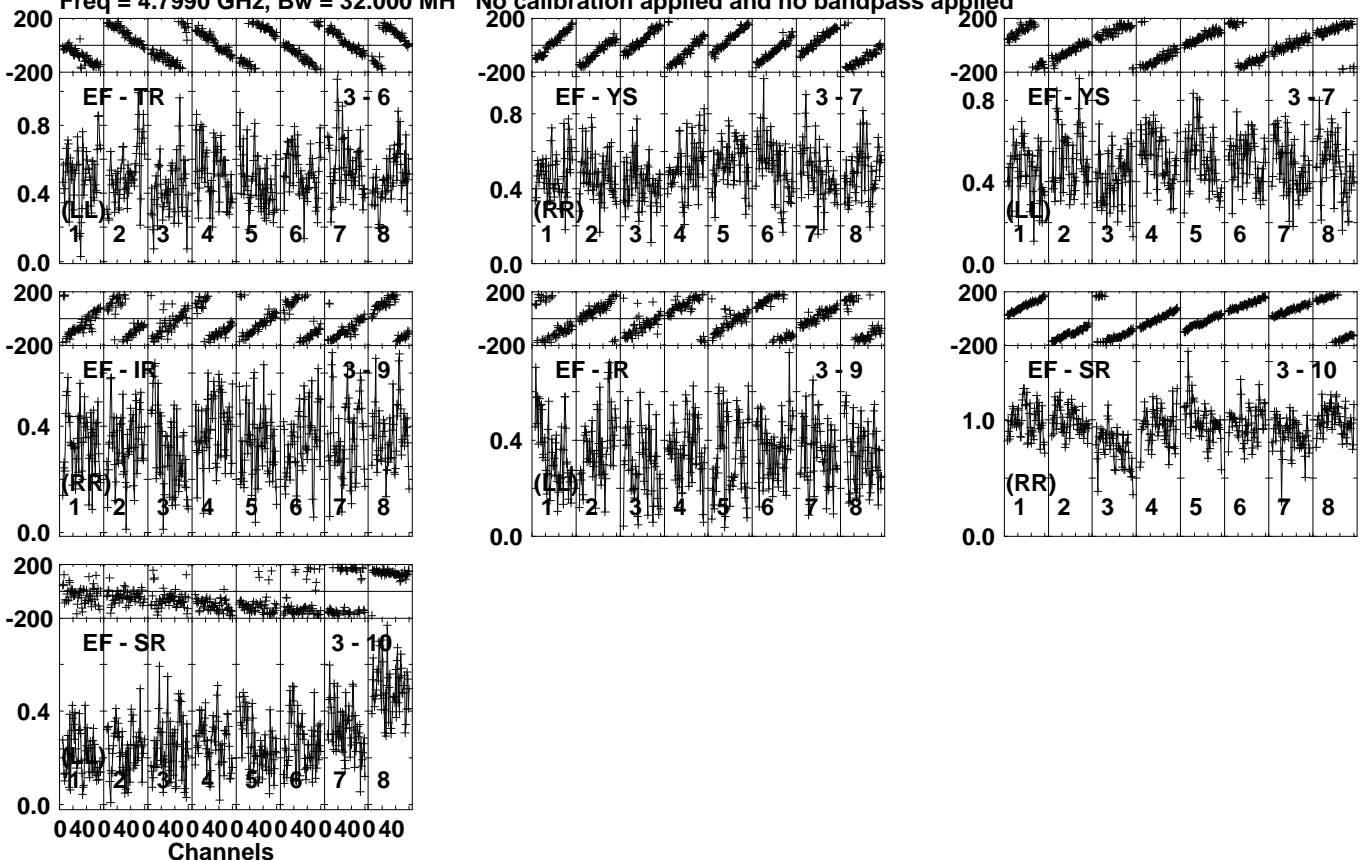 Freq = 4.7990 GHz, Bw = 32.000 MH No calibration applied and no bandpass applied
200
-200
EF - TR 3 - 6
0.8
0.4
(LL)
1 2 3 4 5 6 7 8
0.0
200
-200
EF - YS 3 - 7
0.8
0.4
(RR)
1 2 3 4 5 6 7 8
0.0
200
-200
EF - YS 3 - 7
0.8
0.4
(LL)
1 2 3 4 5 6 7 8
0.0
200
-200
EF - IR 3 - 9
0.4
(RR)
1 2 3 4 5 6 7 8
0.0
200
-200
EF - IR 3 - 9
0.4
(LL)
1 2 3 4 5 6 7 8
0.0
200
-200
EF - SR 3 - 10
1.0
(RR)
1 2 3 4 5 6 7 8
0.0
200
-200
EF - SR 3 - 10
0.4
(LL)
1 2 3 4 5 6 7 8
0.0
0 40 0 40 0 40 0 40 0 40 0 40 0 40 0 40
Channels